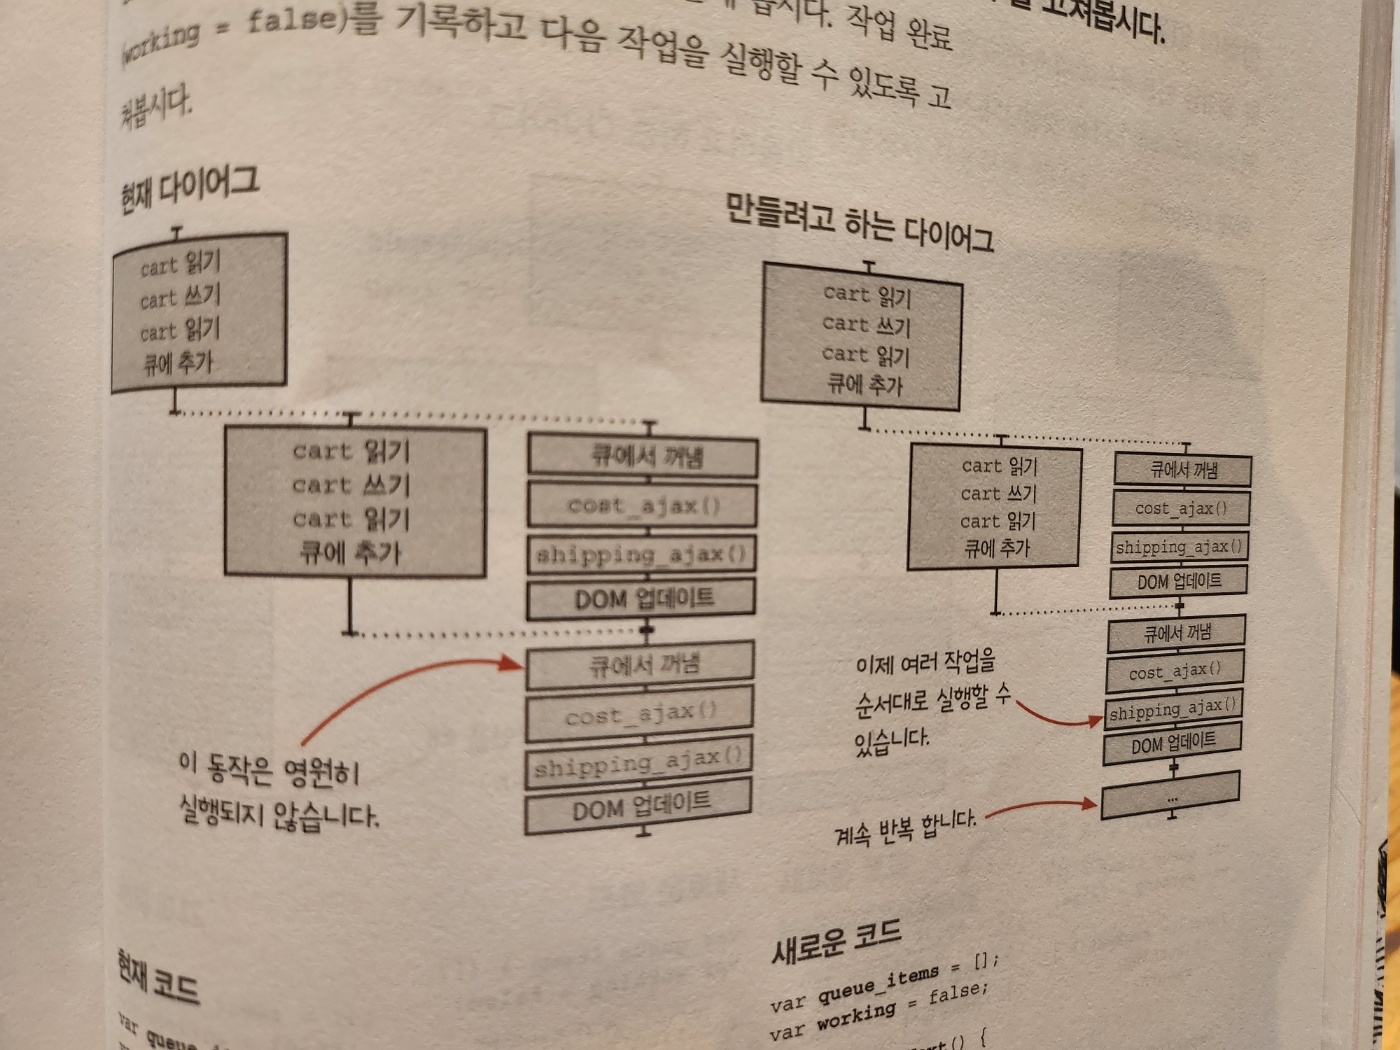 고쳐봅시다.
봅시다. 작업 완료
(working = false)를 기록하고 다음 작업을 실행할 수 있도록 고
쳐봅시다.
현재 다이어그
cart 읽기
cart 쓰기
cart 읽기
큐에 추가
cart 읽기
cart 쓰기
cart 읽기
큐에 추가
큐에서 꺼냄
cost_ajax()
shipping_ajax()
DOM 업데이트
큐에서 꺼냄
cost_ajax()
shipping_ajax()
DOM 업데이트
이 동작은 영원히
실행되지 않습니다.
만들려고 하는 다이어그
cart 읽기
cart 쓰기
cart 읽기
큐에 추가
cart 읽기
cart 쓰기
cart 읽기
큐에 추가
큐에서 꺼냄
cost_ajax()
shipping_ajax()
DOM 업데이트
큐에서 꺼냄
cost_ajax()
shipping_ajax()
DOM 업데이트
...
이제 여러 작업을
순서대로 실행할 수
있습니다.
계속 반복 합니다.
현재 코드
var
새로운 코드
var queue_items = [];
var working = false;